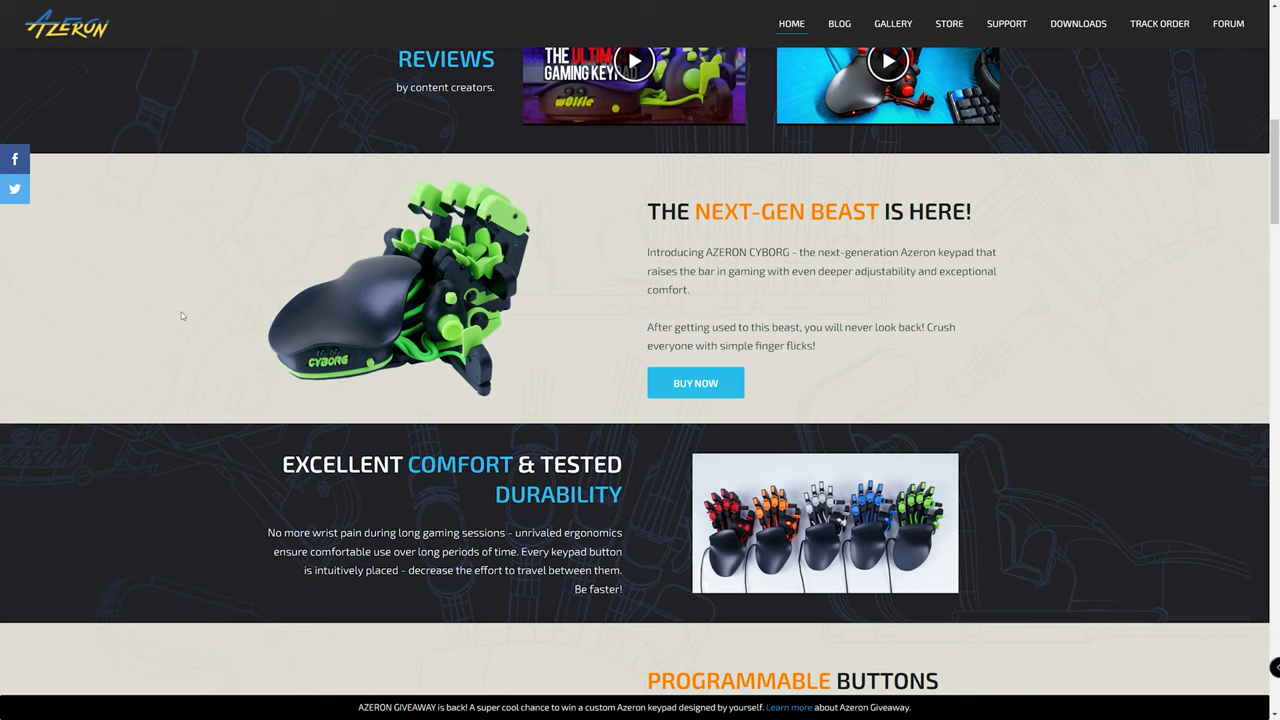 AZERON
HOME BLOG GALLERY STORE SUPPORT DOWNLOADS TRACK ORDER FORUM
REVIEWS
by content creators.
THE ULTIM
GAMING KEYPAD
wolfie
THE NEXT-GEN BEAST IS HERE!
Introducing AZERON CYBORG - the next-generation Azeron keypad that
raises the bar in gaming with even deeper adjustability and exceptional
comfort.
After getting used to this beast, you will never look back! Crush
everyone with simple finger flicks!
BUY NOW
CYBORG
EXCELLENT COMFORT & TESTED
DURABILITY
No more wrist pain during long gaming sessions - unrivaled ergonomics
ensure comfortable use over long periods of time. Every keypad button
is intuitively placed - decrease the effort to travel between them.
Be faster!
PROGRAMMABLE BUTTONS
AZERON GIVEAWAY is back! A super cool chance to win a custom Azeron keypad designed by yourself. Learn more about Azeron Giveaway.